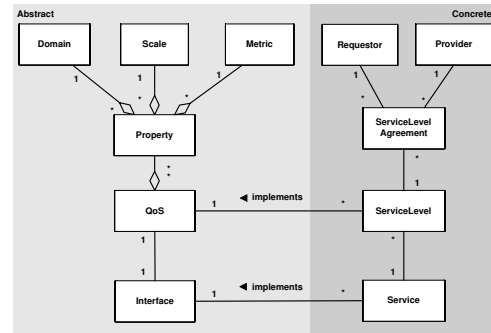 Abstract
Concrete
Domain
Scale
Metric
Requestor
Provider
1
1
1
1
1
*
*
*
*
*
Property
ServiceLevel
Agreement
*
*
*
1
QoS
1
◄ implements
*
ServiceLevel
1
*
1
1
Interface
1
◄ implements
*
Service